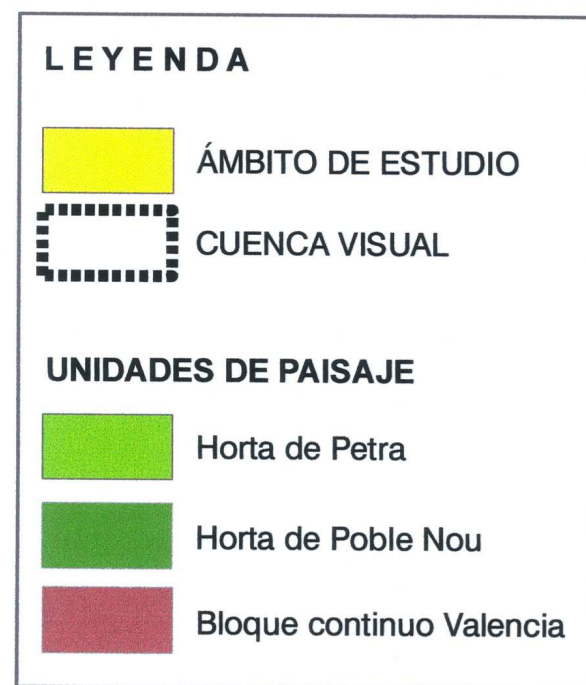 LEYENDA
ÁMBITO DE ESTUDIO
CUENCA VISUAL
UNIDADES DE PAISAJE
Horta de Petra
Horta de Poble Nou
Bloque continuo Valencia